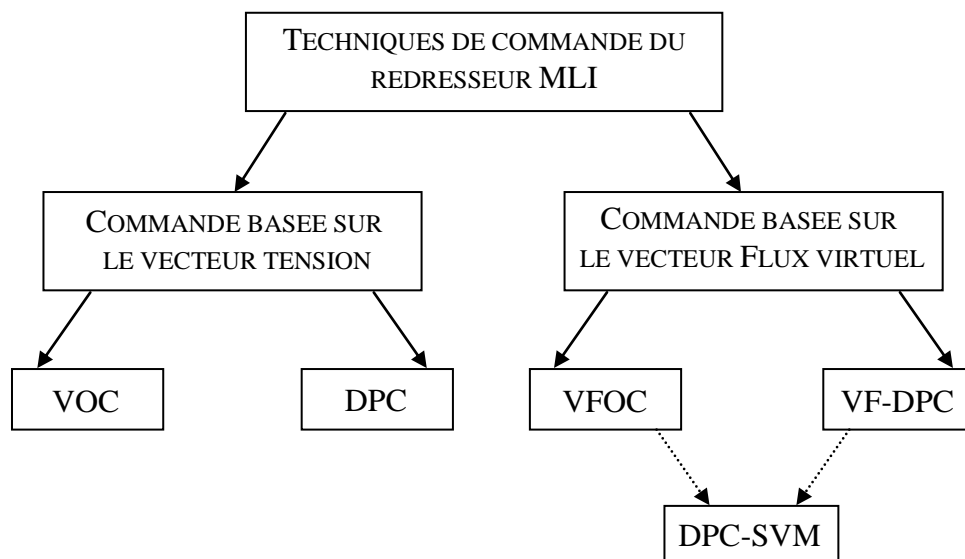 TECHNIQUES DE COMMANDE DU
REDRESSEUR MLI
COMMANDE BASEE SUR
LE VECTEUR TENSION
COMMANDE BASEE SUR
LE VECTEUR FLUX VIRTUEL
VOC
DPC
VFOC
VF-DPC
DPC-SVM